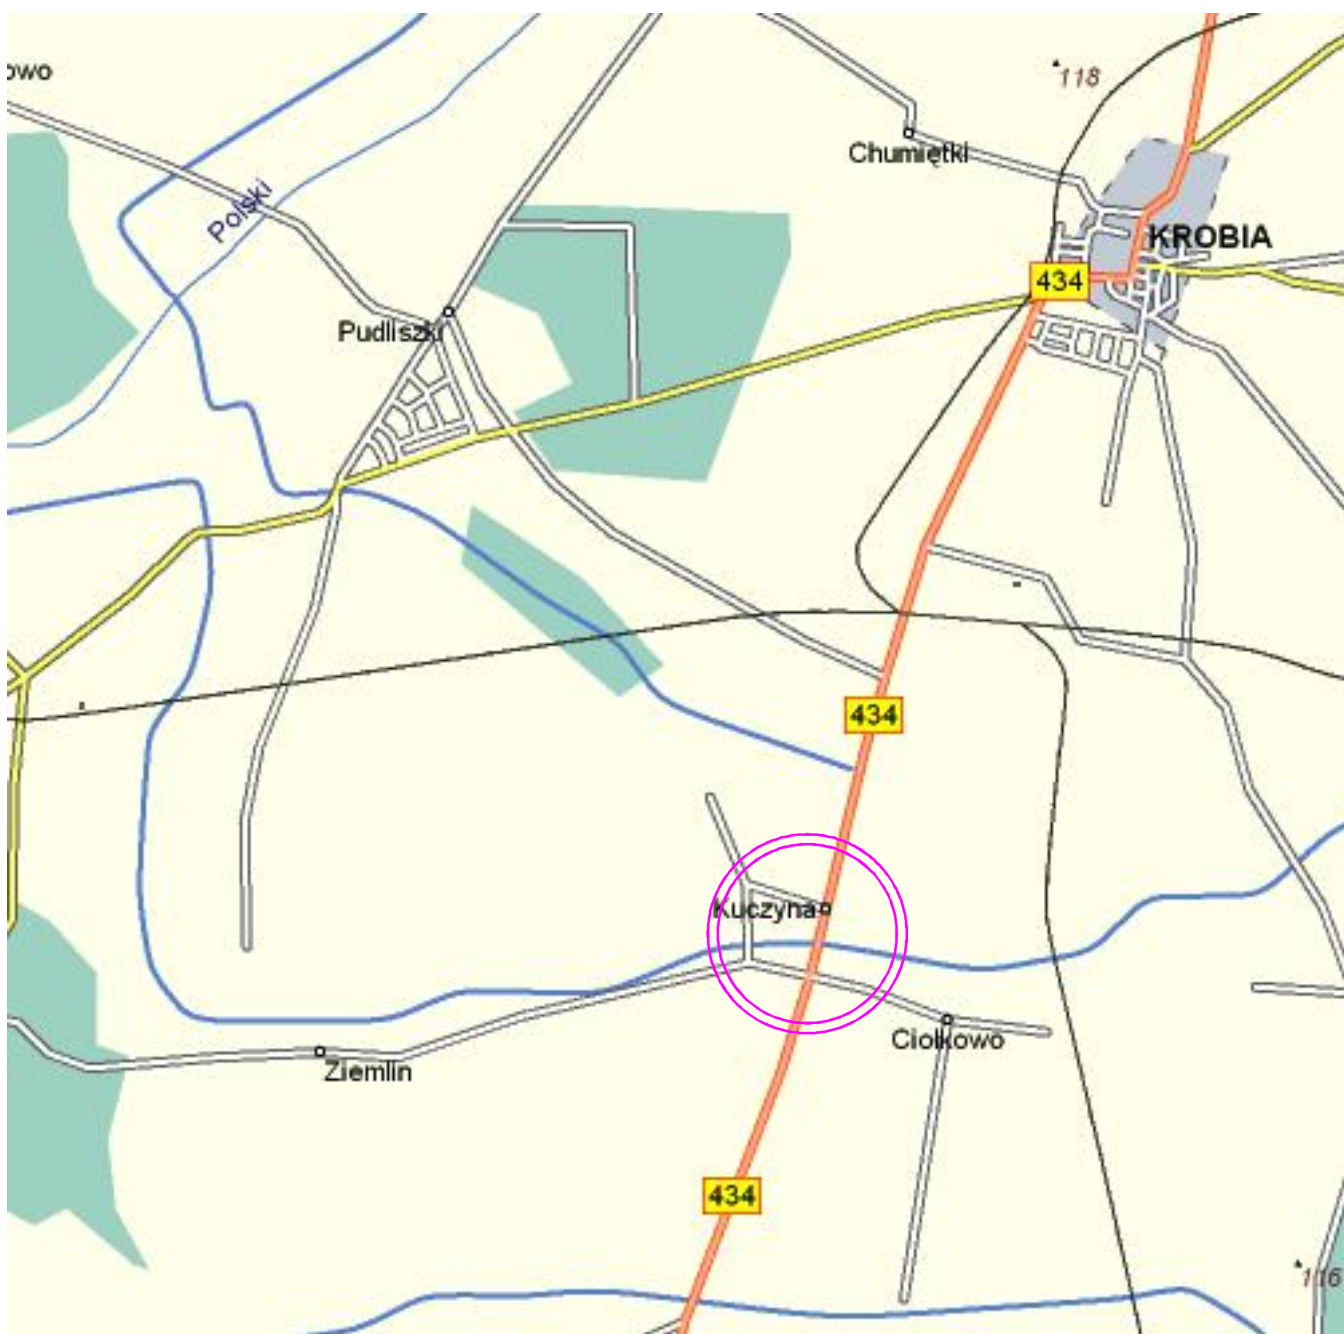 owo
118
Chumiętki
Polski
KROBIA
434
Pudliszki
434
Kuczyna
Ciołkowo
Ziemlin
434
116